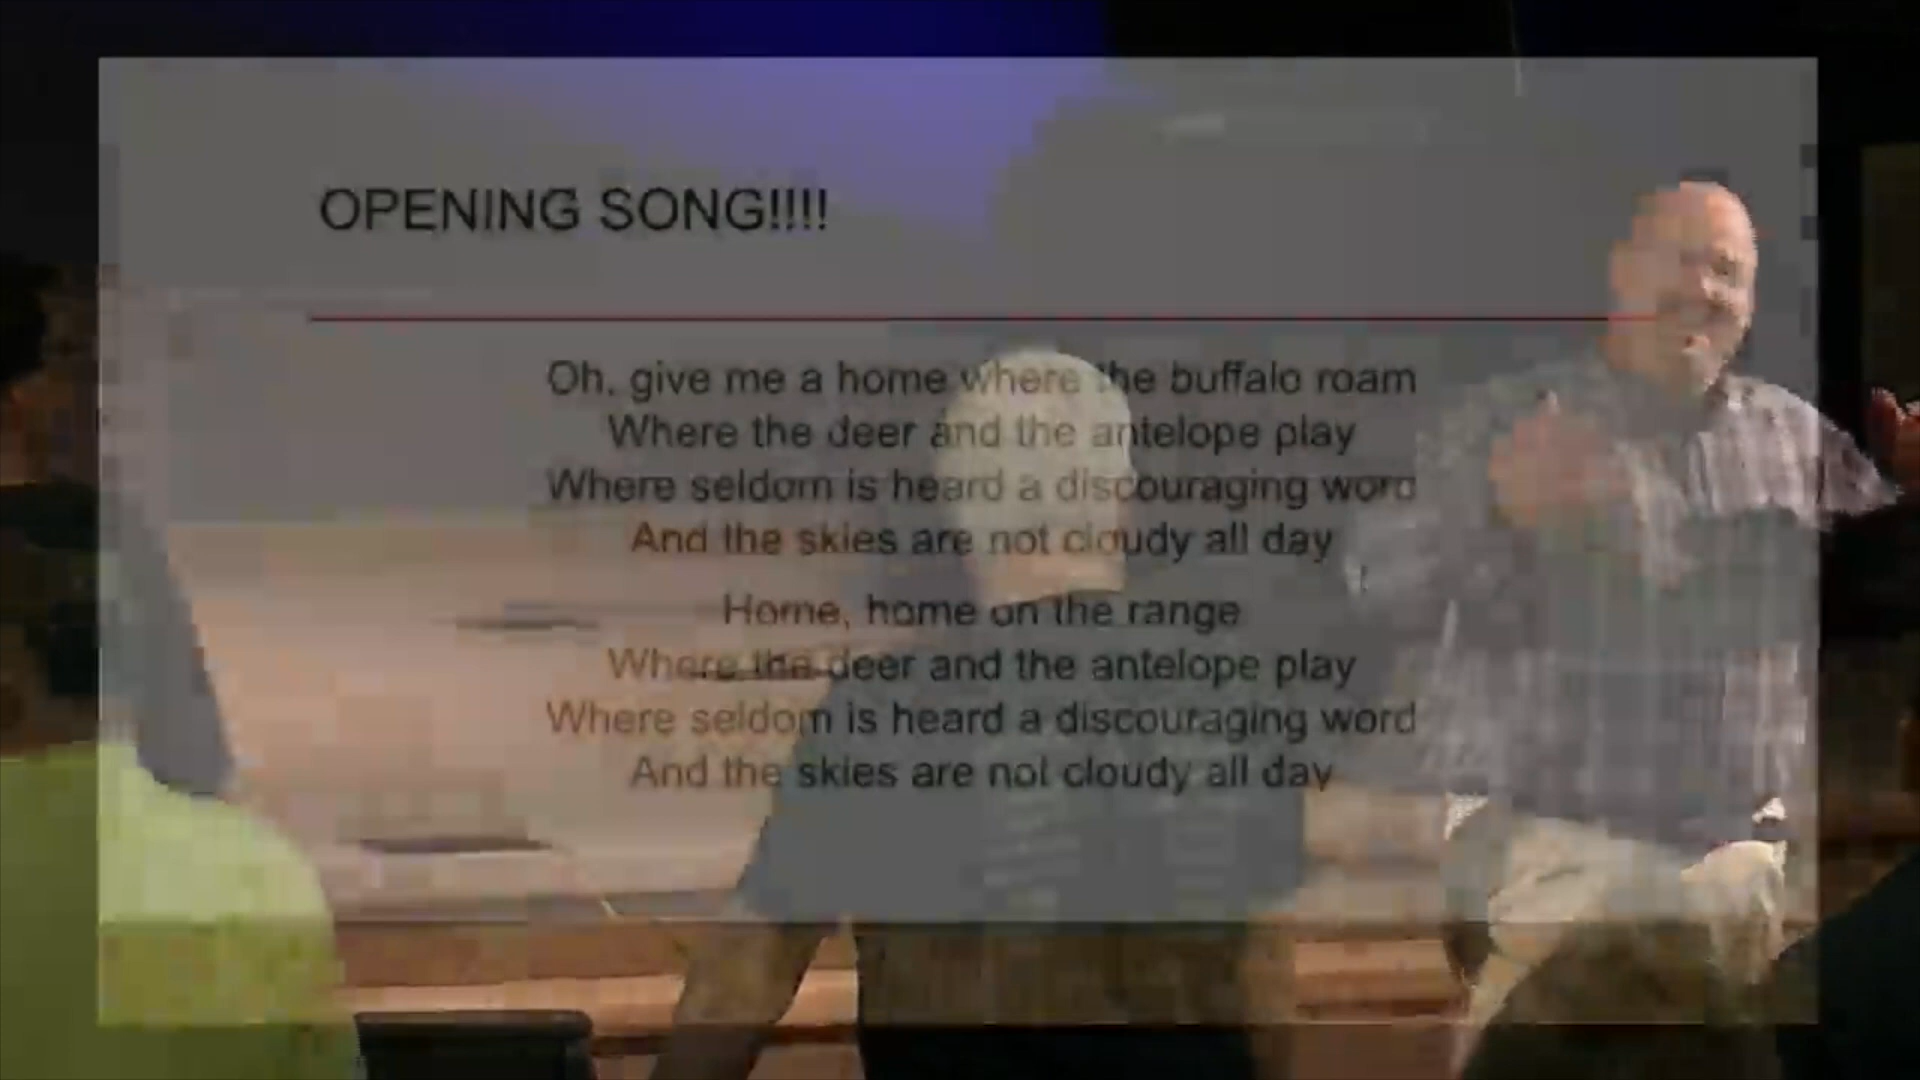 OPENING SONG!!!!
Oh, give me a home where the buffalo roam
Where the deer and the antelope play
Where seldom is heard a discouraging word
And the skies are not cloudy all day
Home, home on the range
Where the deer and the antelope play
Where seldom is heard a discouraging word
And the skies are not cloudy all day